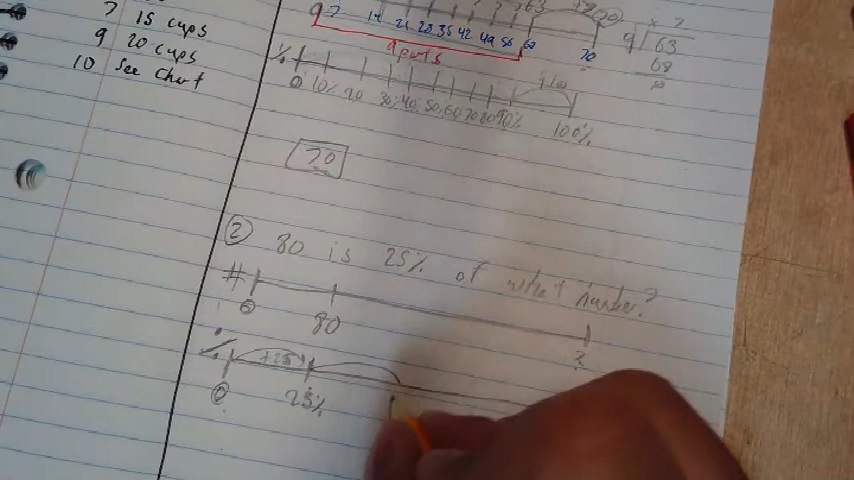 7 15 cups
9 20 cups
10 See chart
7 14 21 28 35 42 49 56 63 70
9 parts
9 63
% 0 10% 20 30% 40% 50% 60 70 80 90% 100%
70
② 80 is 25% of what number?
#
0 80 ?
% +25
0 25%